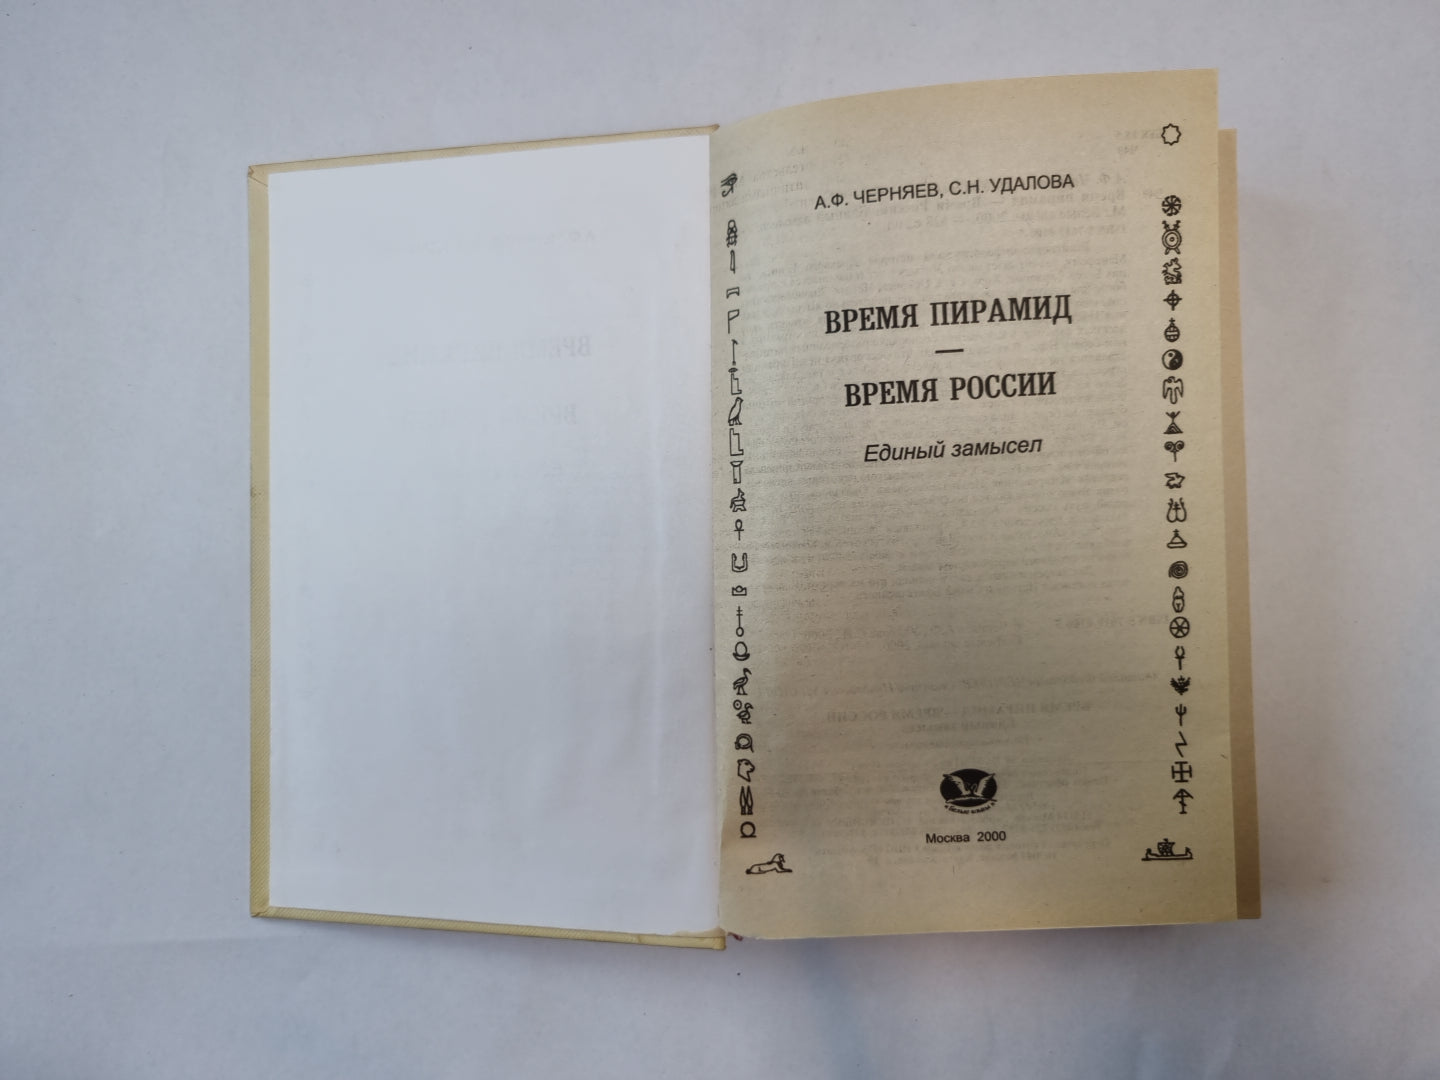 А.Ф. ЧЕРНЯЕВ, С.Н. УДАЛОВА
ВРЕМЯ ПИРАМИД
—
ВРЕМЯ РОССИИ
Единый замысел
Москва 2000